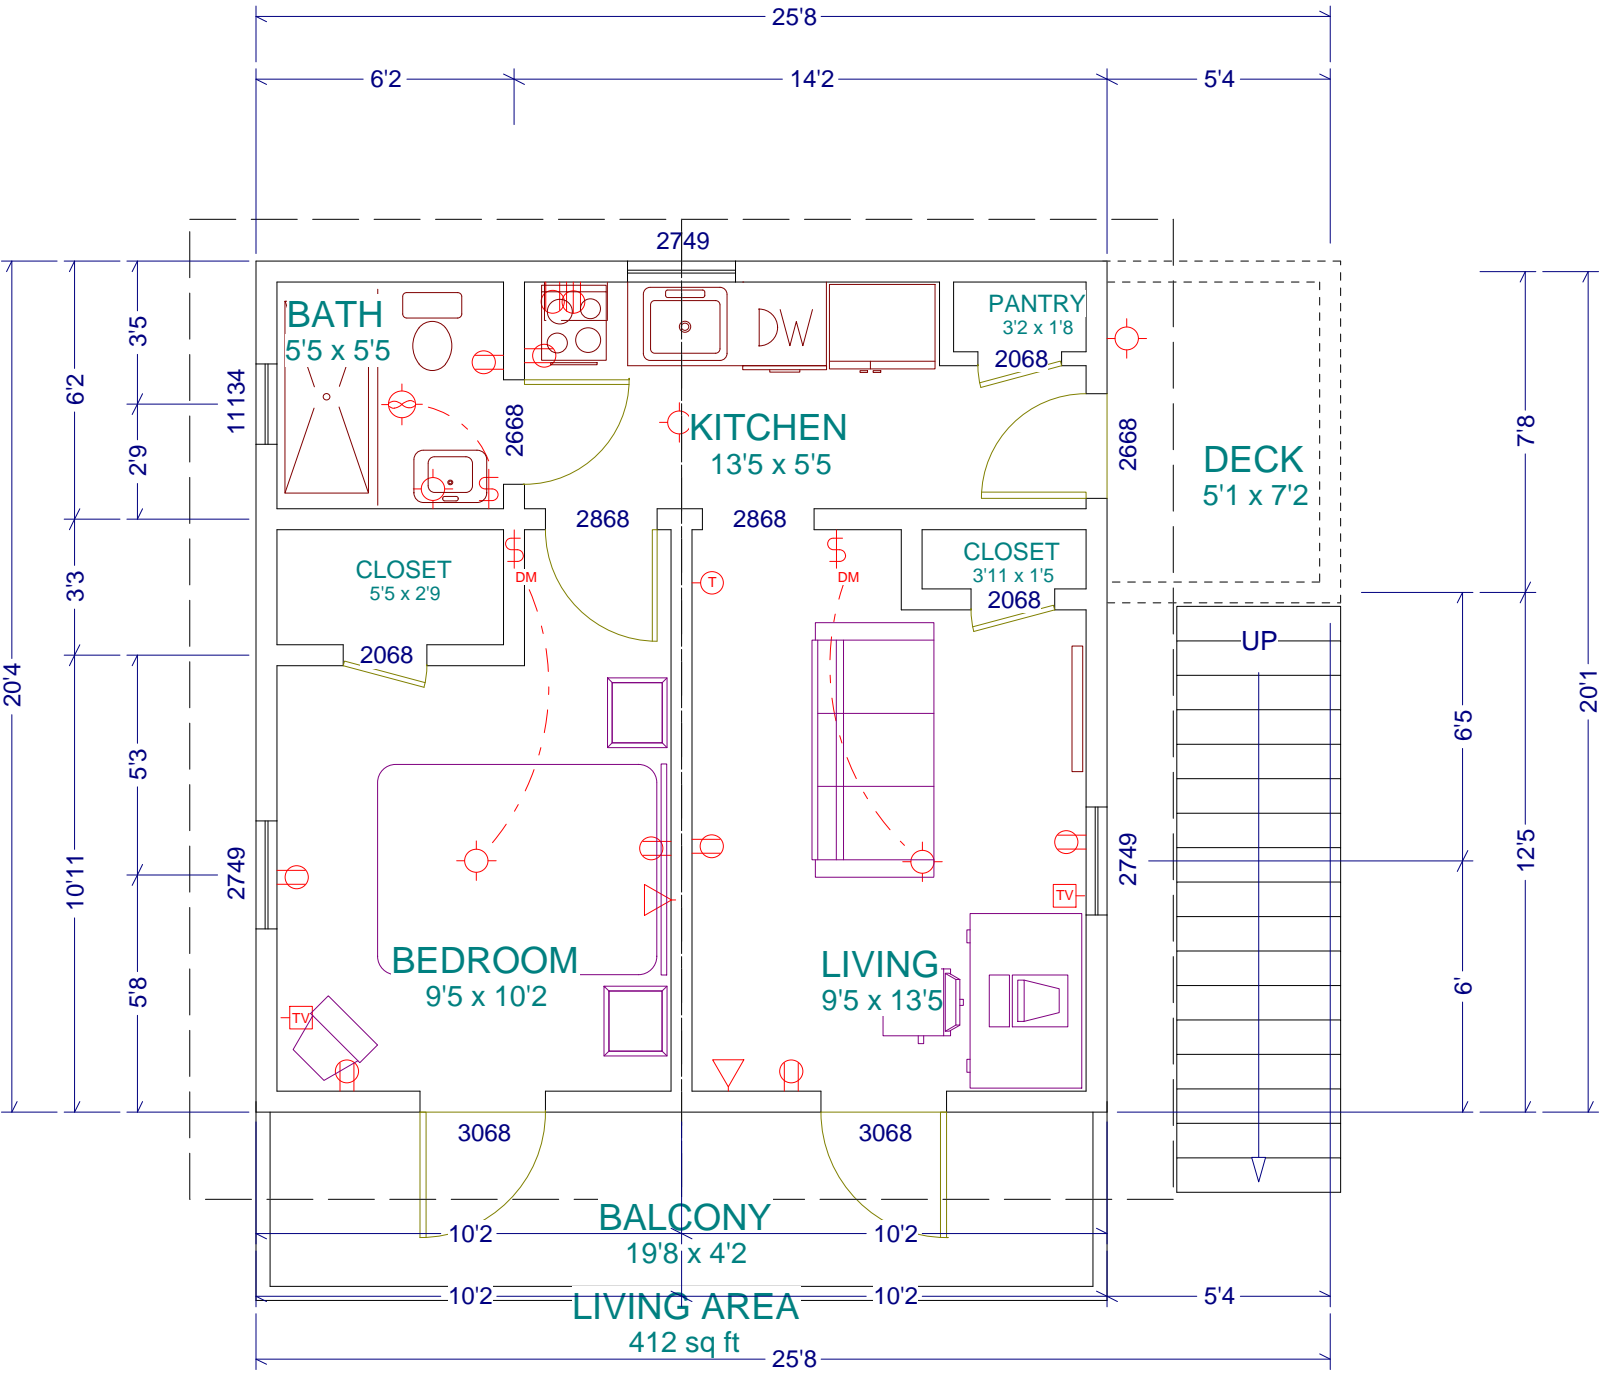 25'8
6'2
14'2
5'4
2749
BATH
5'5 x 5'5
DW
PANTRY
3'2 x 1'8
2068
3'5
6'2
11134
2'9
2668
KITCHEN
13'5 x 5'5
2668
DECK
5'1 x 7'2
7'8
2868
2868
CLOSET
5'5 x 2'9
DM
T
DM
CLOSET
3'11 x 1'5
2068
3'3
2068
UP
20'4
20'1
5'3
6'5
10'11
2749
2749
12'5
TV
BEDROOM
9'5 x 10'2
LIVING
9'5 x 13'5
5'8
6'
TV
3068
3068
BALCONY
19'8 x 4'2
10'2
10'2
10'2
10'2
5'4
LIVING AREA
412 sq ft
25'8